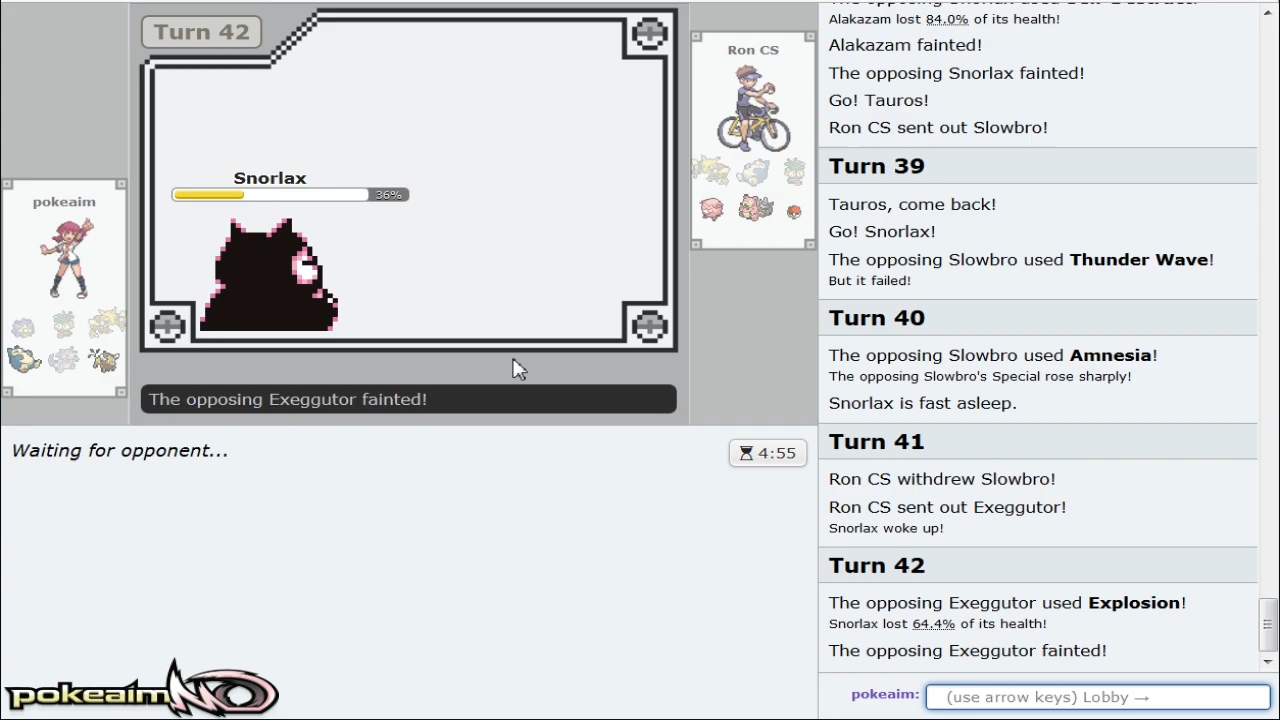 Turn 42
Ron CS
Snorlax
36%
pokeaim
The opposing Exeggutor fainted!
Waiting for opponent...
4:55
pokeaimNO
Alakazam lost 84.0% of its health!
Alakazam fainted!
The opposing Snorlax fainted!
Go! Tauros!
Ron CS sent out Slowbro!
Turn 39
Tauros, come back!
Go! Snorlax!
The opposing Slowbro used Thunder Wave!
But it failed!
Turn 40
The opposing Slowbro used Amnesia!
The opposing Slowbro's Special rose sharply!
Snorlax is fast asleep.
Turn 41
Ron CS withdrew Slowbro!
Ron CS sent out Exeggutor!
Snorlax woke up!
Turn 42
The opposing Exeggutor used Explosion!
Snorlax lost 64.4% of its health!
The opposing Exeggutor fainted!
pokeaim: (use arrow keys) Lobby →